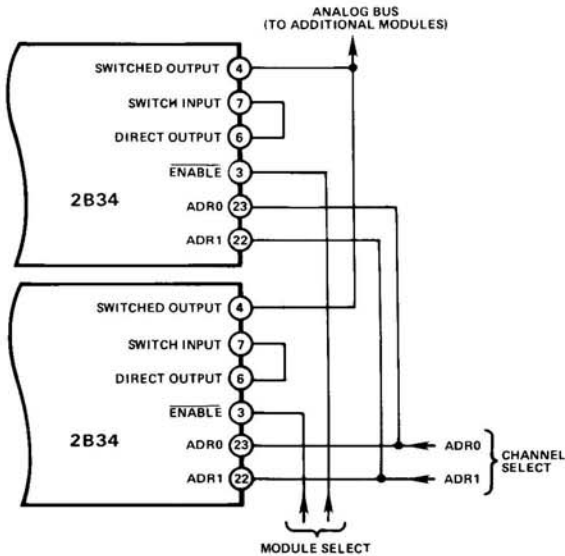 ANALOG BUS
(TO ADDITIONAL MODULES)
SWITCHED OUTPUT 4
SWITCH INPUT 7
DIRECT OUTPUT 6
ENABLE 3
2B34
ADR0 23
ADR1 22
SWITCHED OUTPUT 4
SWITCH INPUT 7
DIRECT OUTPUT 6
ENABLE 3
2B34
ADR0 23
ADR1 22
ADR0
ADR1
CHANNEL
SELECT
MODULE SELECT